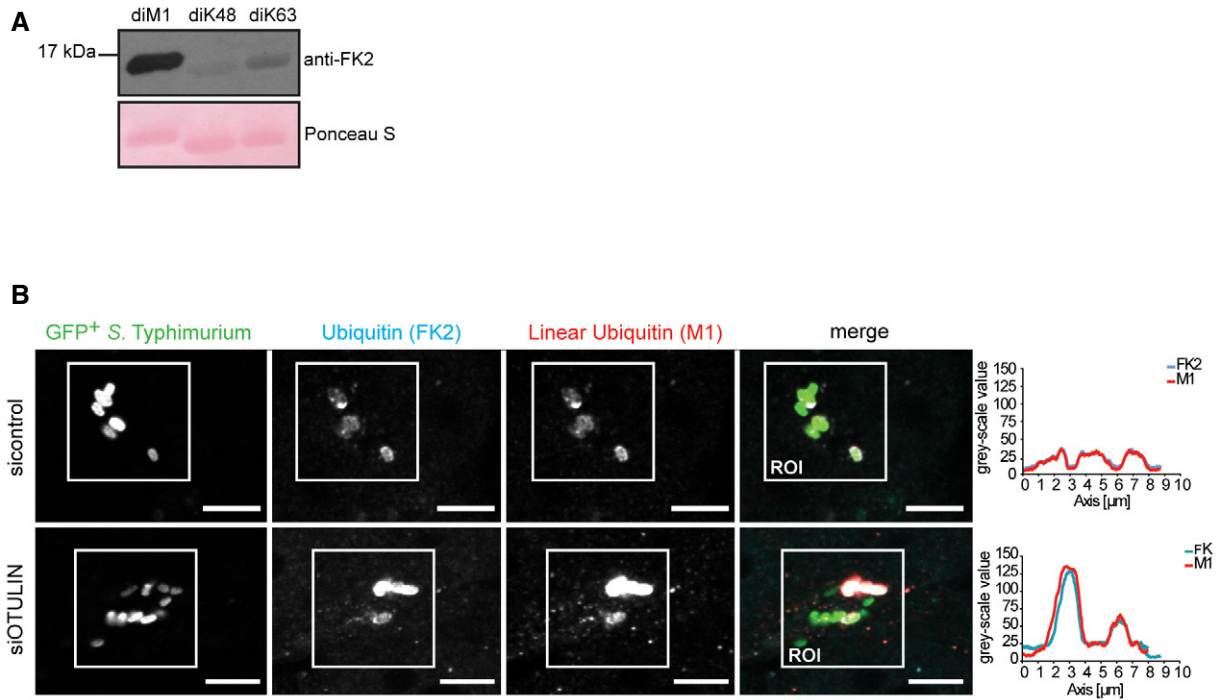 A
diM1 diK48 diK63
17 kDa
anti-FK2
Ponceau S
B
GFP+ S. Typhimurium
Ubiquitin (FK2)
Linear Ubiquitin (M1)
merge
sicontrol
ROI
grey-scale value
150
125
100
75
50
25
0
0 1 2 3 4 5 6 7 8 9 10
Axis [µm]
FK2
M1
siOTULIN
ROI
grey-scale value
150
125
100
75
50
25
0
0 1 2 3 4 5 6 7 8 9 10
Axis [µm]
FK
M1